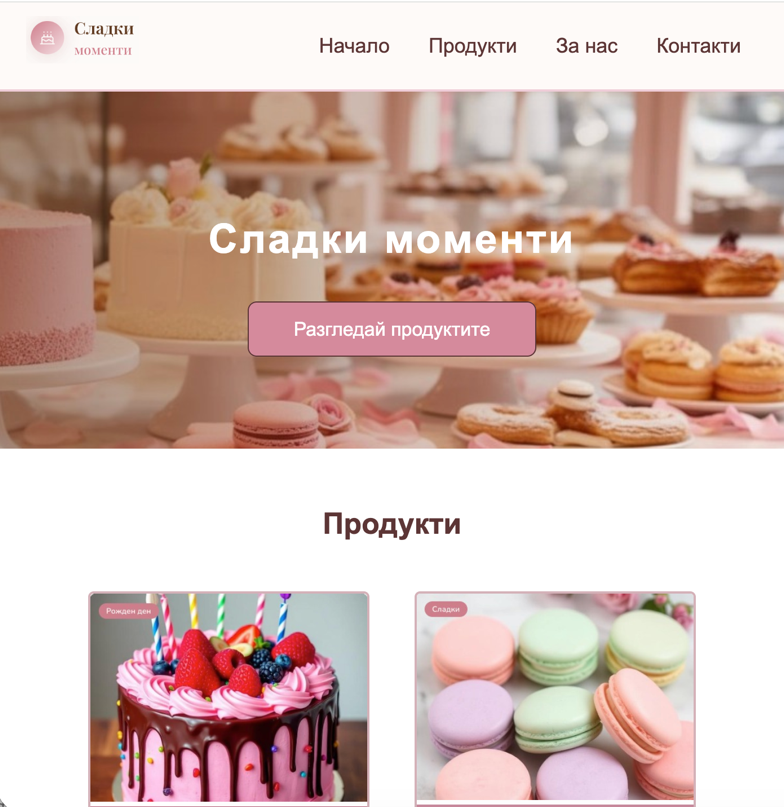 Сладки
моменти
Начало Продукти За нас Контакти
Сладки моменти
Разгледай продуктите
Продукти
Рожден ден
Сладки